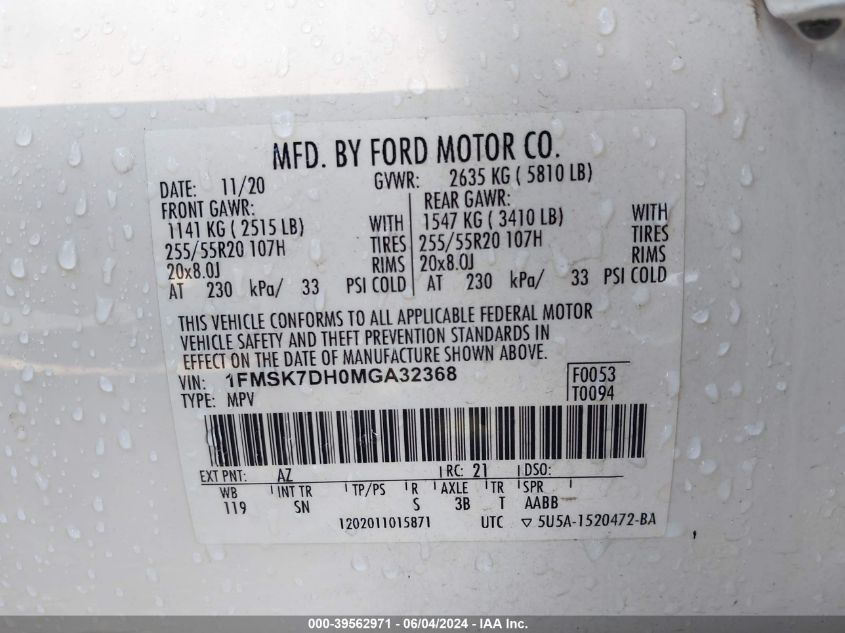 MFD. BY FORD MOTOR CO.
DATE: 11/20 GVWR: 2635 KG ( 5810 LB)
FRONT GAWR: REAR GAWR:
1141 KG ( 2515 LB) WITH 1547 KG ( 3410 LB) WITH
255/55R20 107H TIRES 255/55R20 107H TIRES
20x8.0J RIMS 20x8.0J RIMS
AT 230 kPa/ 33 PSI COLD AT 230 kPa/ 33 PSI COLD
THIS VEHICLE CONFORMS TO ALL APPLICABLE FEDERAL MOTOR
VEHICLE SAFETY AND THEFT PREVENTION STANDARDS IN
EFFECT ON THE DATE OF MANUFACTURE SHOWN ABOVE.
VIN: 1FMSK7DH0MGA32368 F0053
TYPE: MPV T0094
EXT PNT: AZ RC: 21 DSO:
WB INT TR TP/PS R AXLE TR SPR
119 SN S 3B T AABB
1202011015871 UTC ▽ 5U5A-1520472-BA
000-39562971 / 06/04/2024 - IAA Inc.